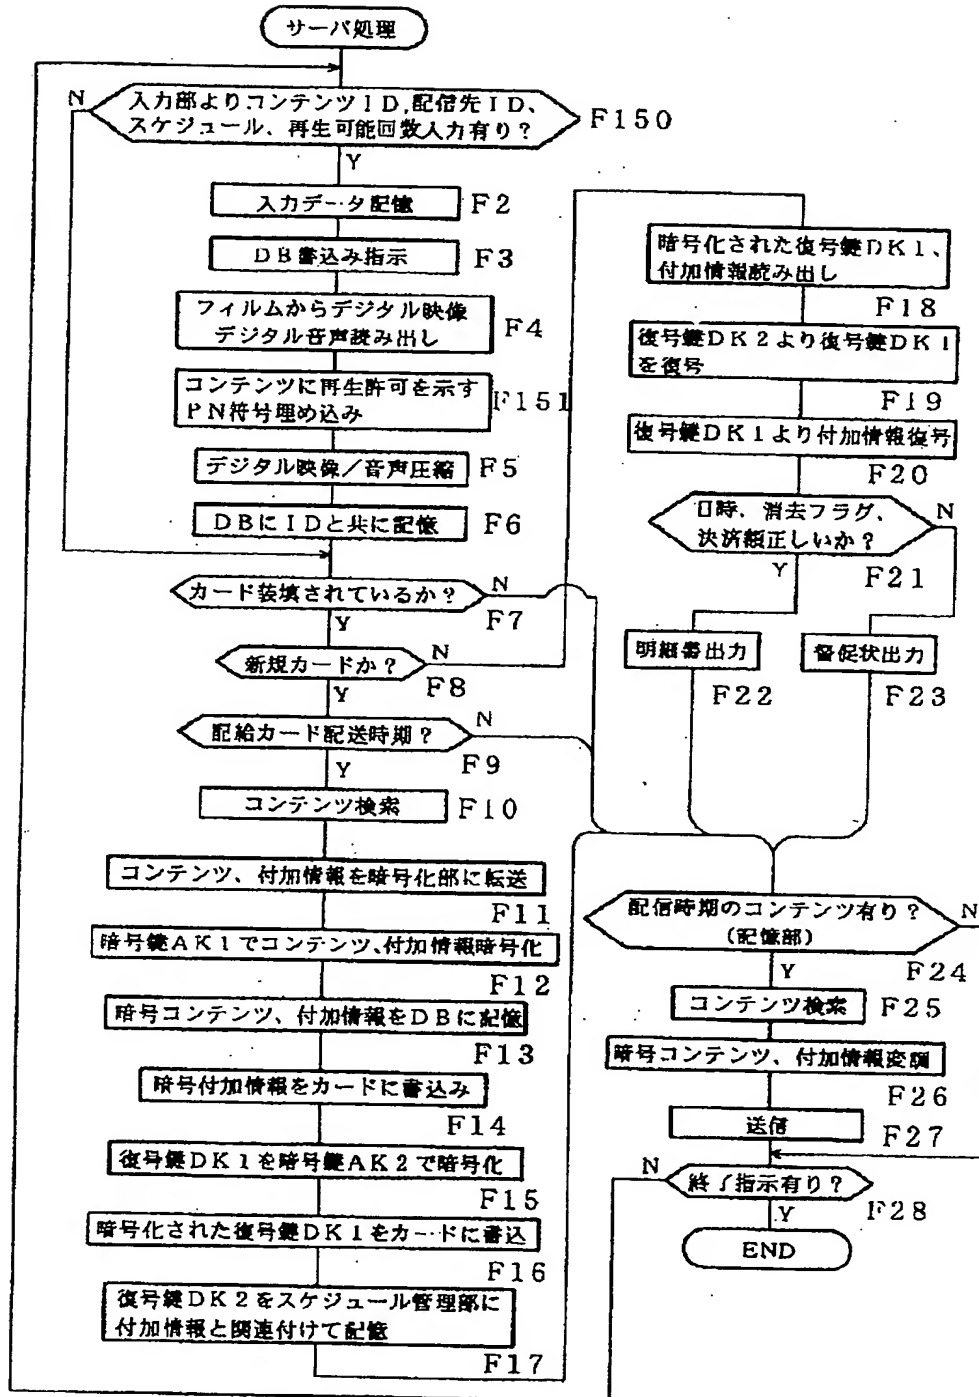 サーバ処理
N
入力部よりコンテンツID,配信先ID、
スケジュール、再生可能回数入力有り?
F150
Y
入力データ記憶
F2
DB書込み指示
F3
フィルムからデジタル映像
デジタル音声読み出し
F4
コンテンツに再生許可を示す
PN符号埋め込み
F151
デジタル映像/音声圧縮
F5
DBにIDと共に記憶
F6
カード装填されているか?
N
F7
Y
新規カードか?
N
F8
Y
配給カード配送時期?
N
F9
Y
コンテンツ検索
F10
コンテンツ、付加情報を暗号化部に転送
F11
暗号鍵AK1でコンテンツ、付加情報暗号化
F12
暗号コンテンツ、付加情報をDBに記憶
F13
暗号付加情報をカードに書込み
F14
復号鍵DK1を暗号鍵AK2で暗号化
F15
暗号化された復号鍵DK1をカードに書込
F16
復号鍵DK2をスケジュール管理部に
付加情報と関連付けて記憶
F17
暗号化された復号鍵DK1、
付加情報読み出し
F18
復号鍵DK2より復号鍵DK1
を復号
F19
復号鍵DK1より付加情報復号
F20
日時、消去フラグ、
決済額正しいか?
N
Y
F21
明細書出力
F22
督促状出力
F23
配信時期のコンテンツ有り?
(記憶部)
N
Y
F24
コンテンツ検索
F25
暗号コンテンツ、付加情報変調
F26
送信
F27
N
終了指示有り?
F28
Y
END